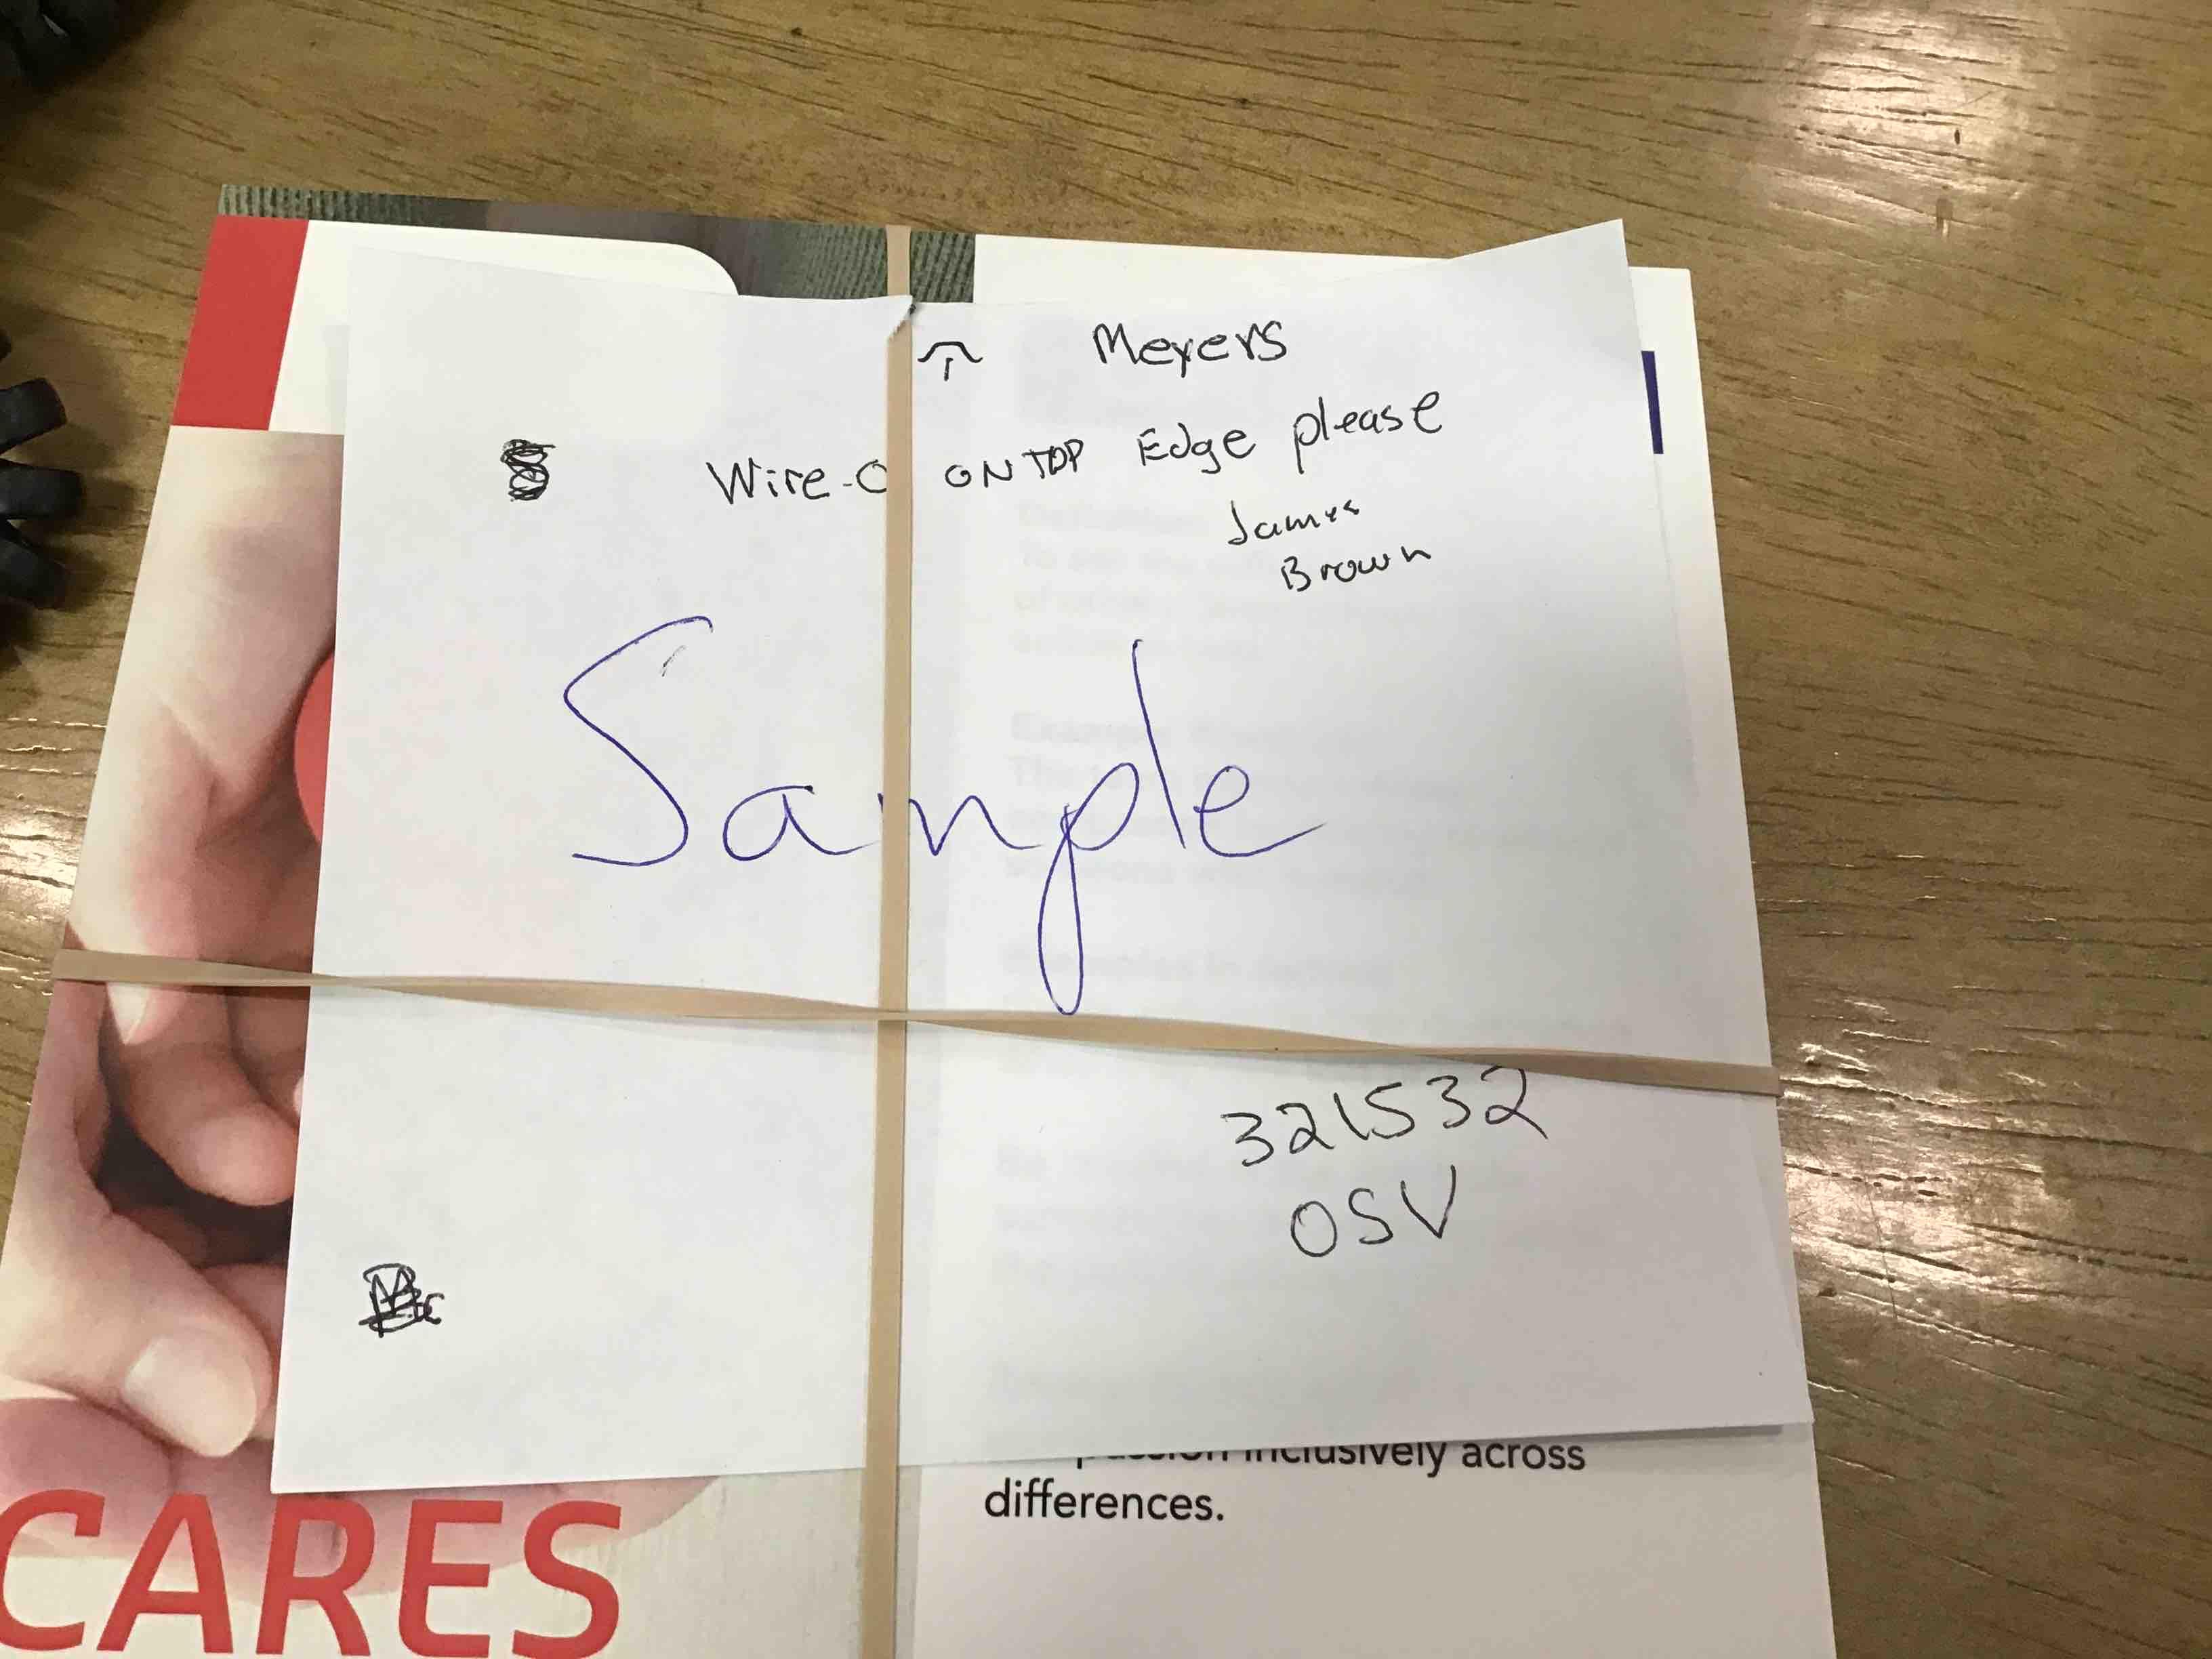 Meyers
Wire-O ON TOP Edge please
James
Brown
Sample
321532
OSV
inclusively across
differences.
CARES